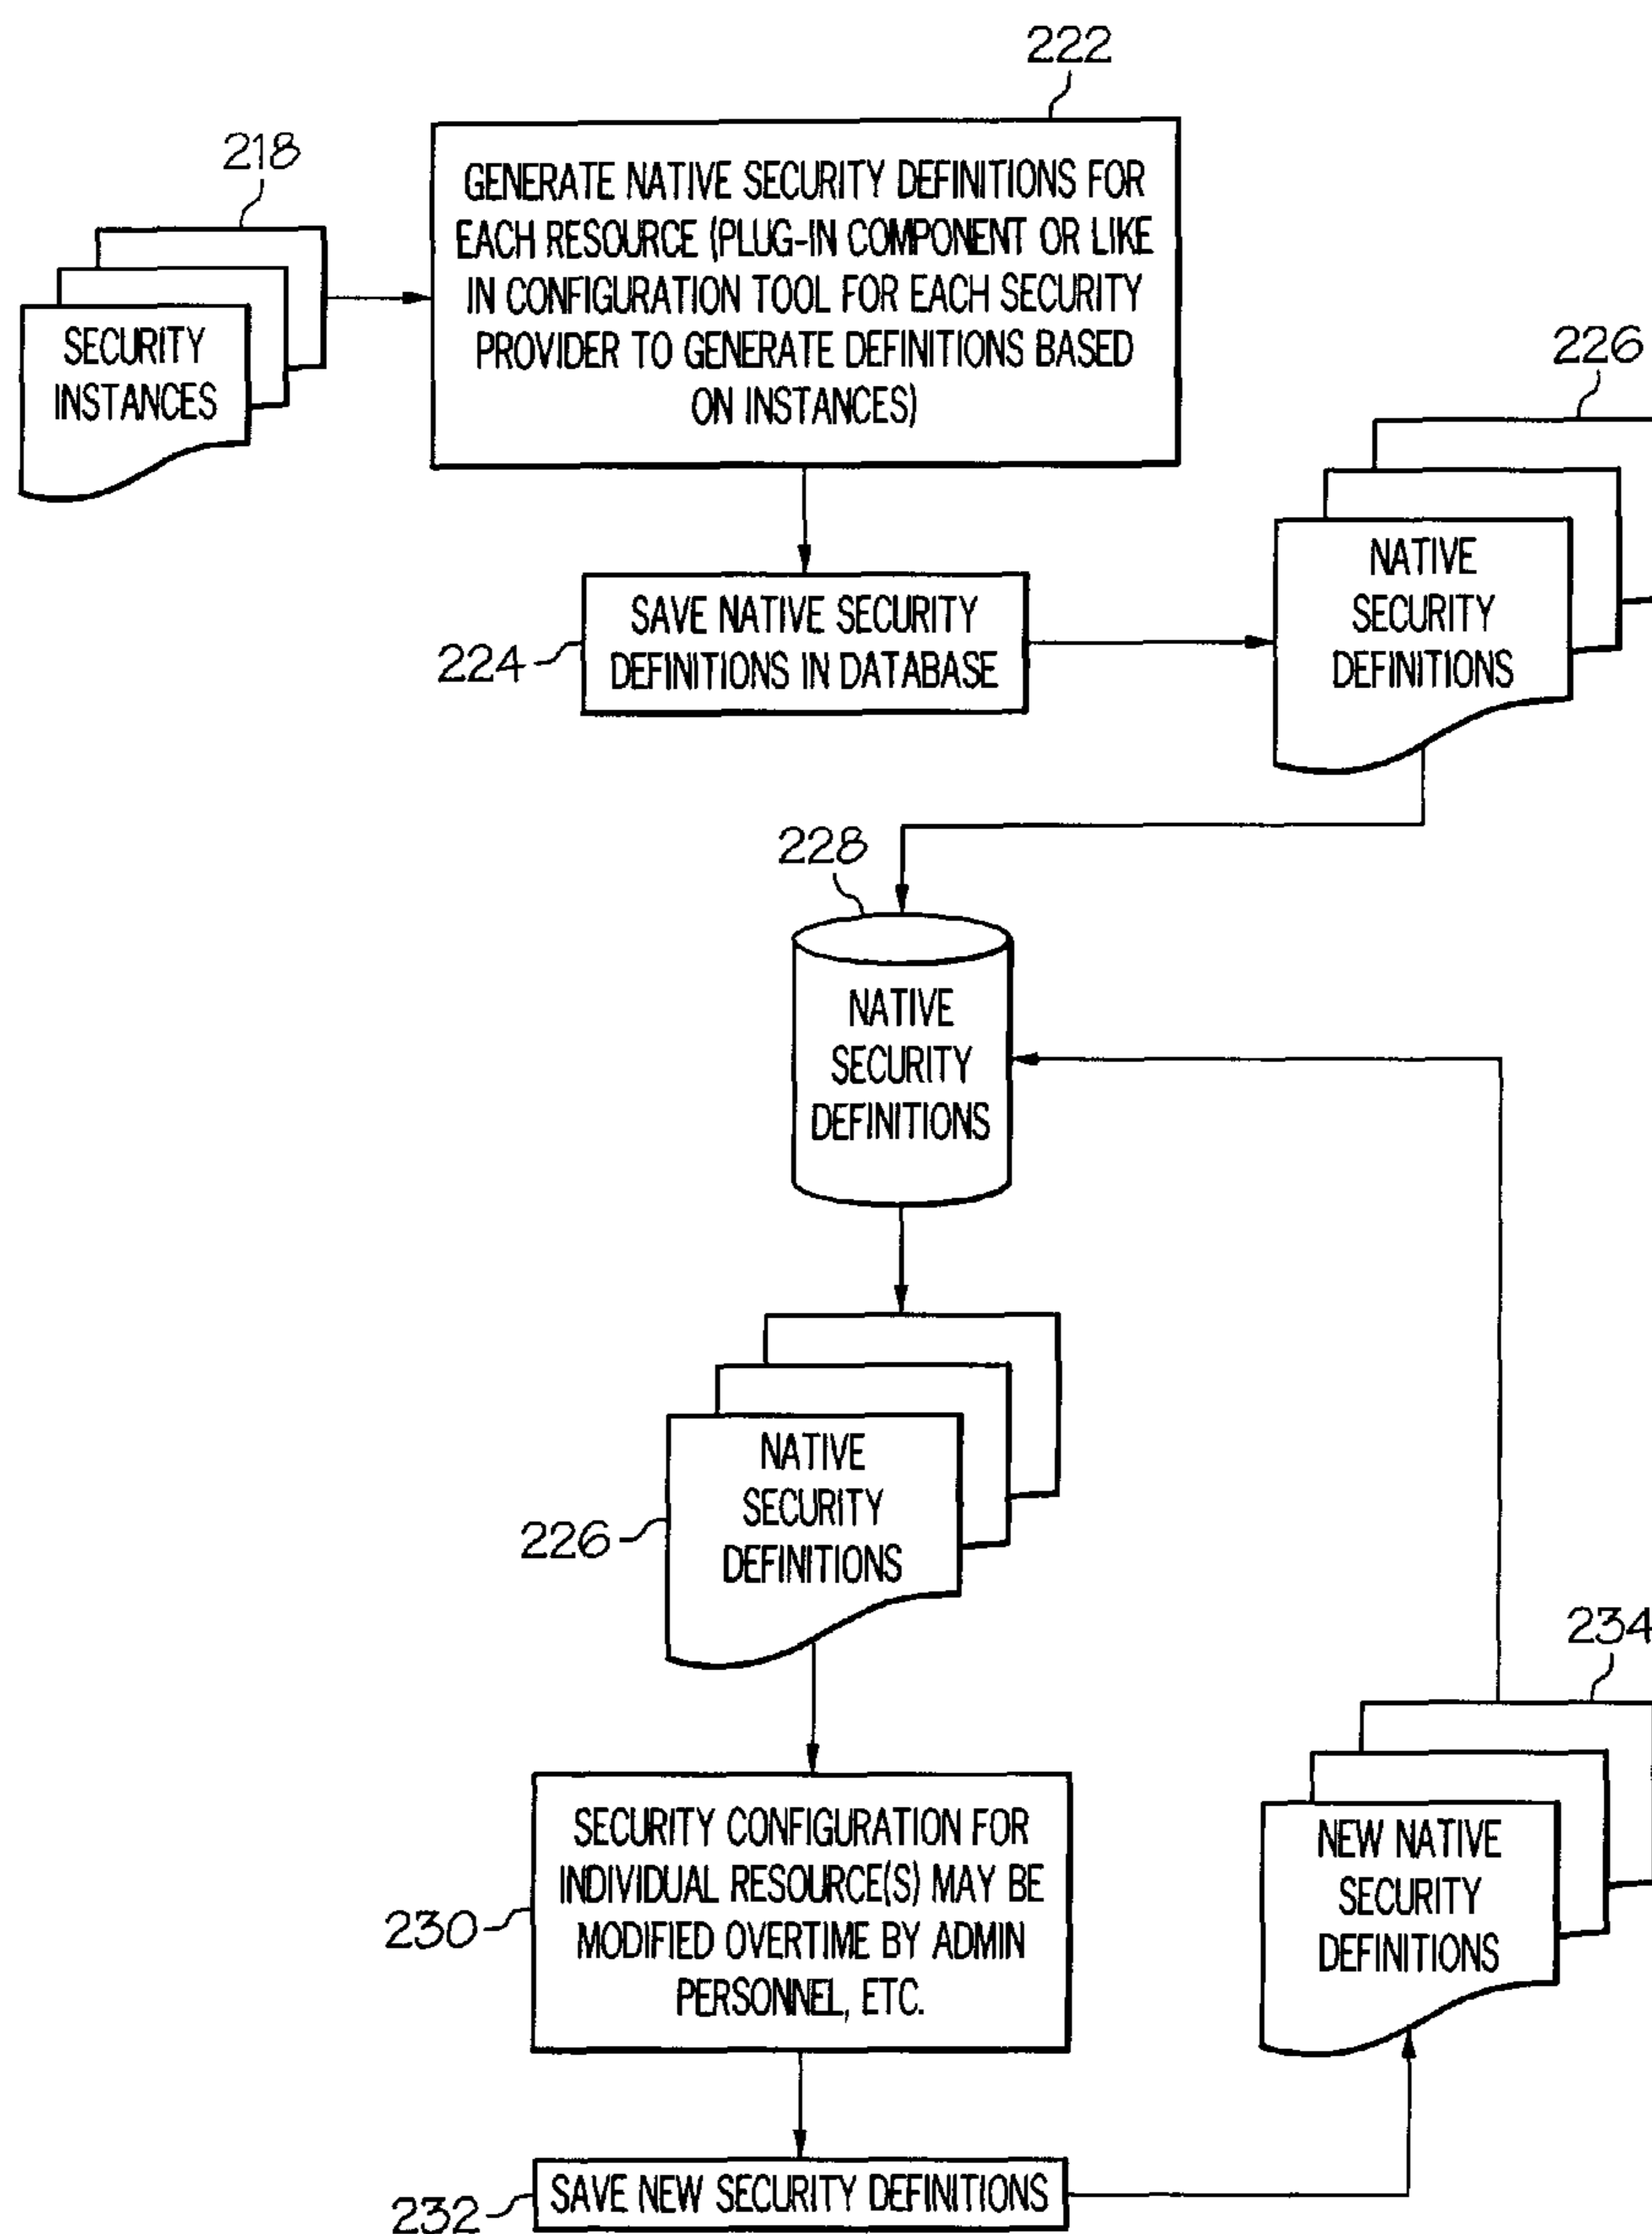 222
218
GENERATE NATIVE SECURITY DEFINITIONS FOR
EACH RESOURCE (PLUG-IN COMPONENT OR LIKE
IN CONFIGURATION TOOL FOR EACH SECURITY
PROVIDER TO GENERATE DEFINITIONS BASED
ON INSTANCES)
SECURITY
INSTANCES
226
224
SAVE NATIVE SECURITY
DEFINITIONS IN DATABASE
NATIVE
SECURITY
DEFINITIONS
228
NATIVE
SECURITY
DEFINITIONS
226
NATIVE
SECURITY
DEFINITIONS
234
230
SECURITY CONFIGURATION FOR
INDIVIDUAL RESOURCE(S) MAY BE
MODIFIED OVERTIME BY ADMIN
PERSONNEL, ETC.
NEW NATIVE
SECURITY
DEFINITIONS
232
SAVE NEW SECURITY DEFINITIONS